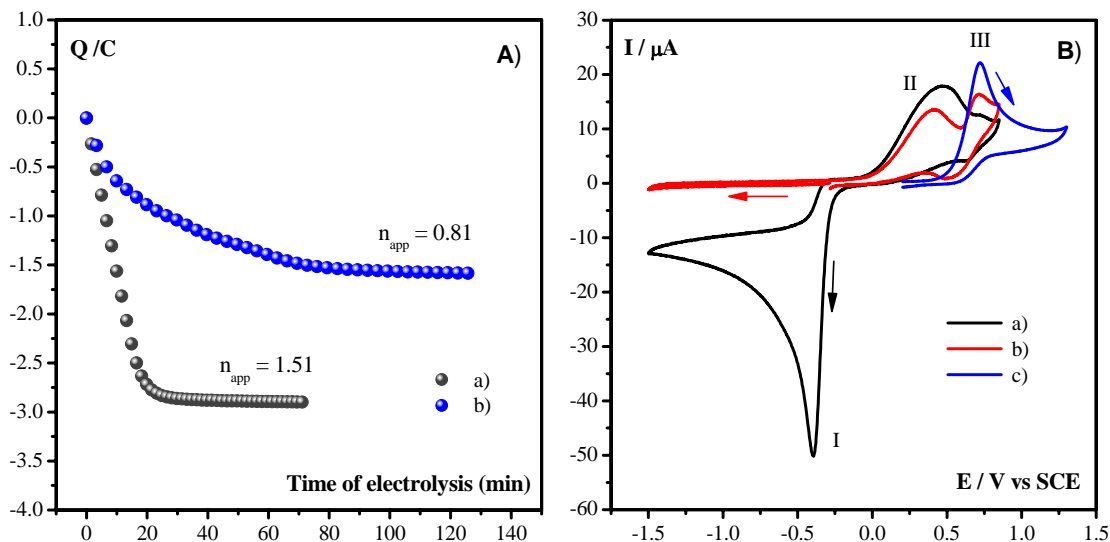 Q /C
A)
1.0
0.5
0.0
-0.5
-1.0
-1.5
-2.0
-2.5
-3.0
-3.5
-4.0
n_app = 0.81
n_app = 1.51
a)
b)
Time of electrolysis (min)
0 20 40 60 80 100 120 140
I / µA
B)
30
20
10
0
-10
-20
-30
-40
-50
-60
III
II
I
a)
b)
c)
E / V vs SCE
-1.5 -1.0 -0.5 0.0 0.5 1.0 1.5